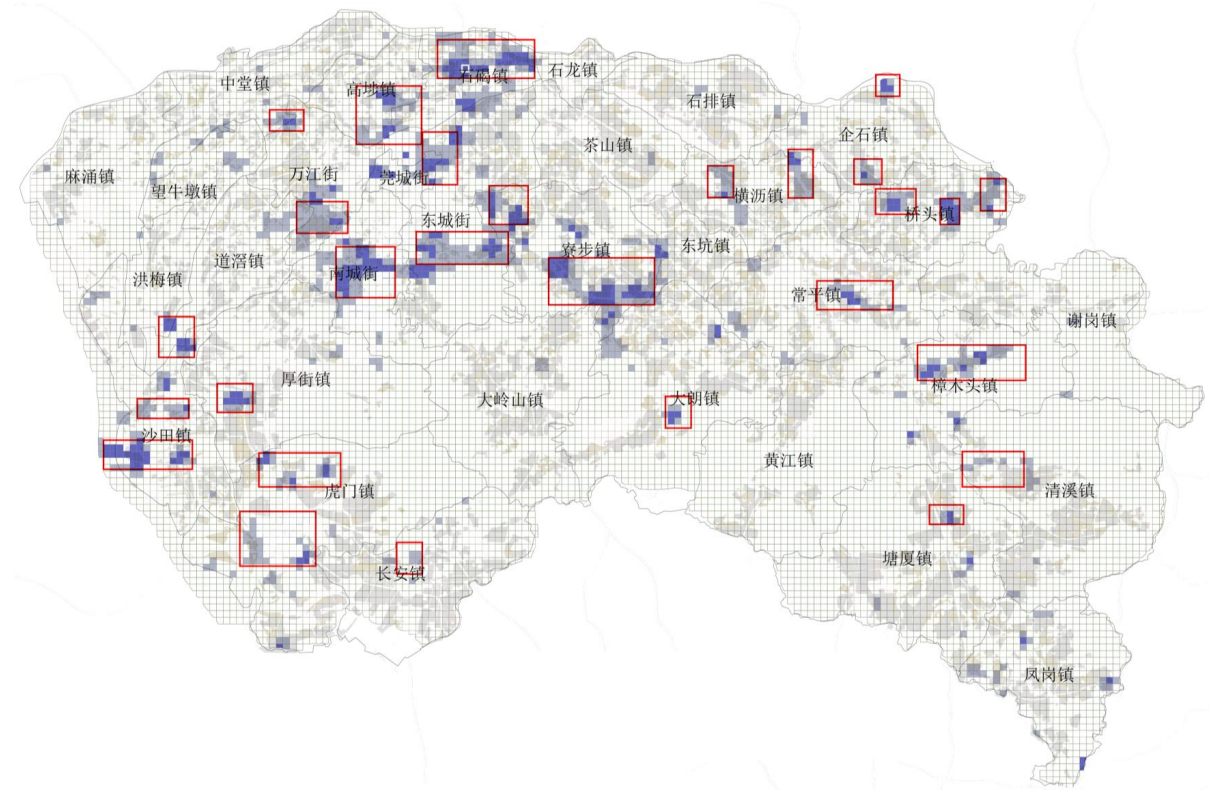 石龙镇
石碣镇
中堂镇
高埗镇
石排镇
企石镇
茶山镇
万江街
莞城街
麻涌镇
望牛墩镇
横沥镇
桥头镇
东城街
寮步镇
东坑镇
道滘镇
南城街
洪梅镇
常平镇
谢岗镇
厚街镇
樟木头镇
大岭山镇
大朗镇
沙田镇
黄江镇
虎门镇
清溪镇
塘厦镇
长安镇
凤岗镇